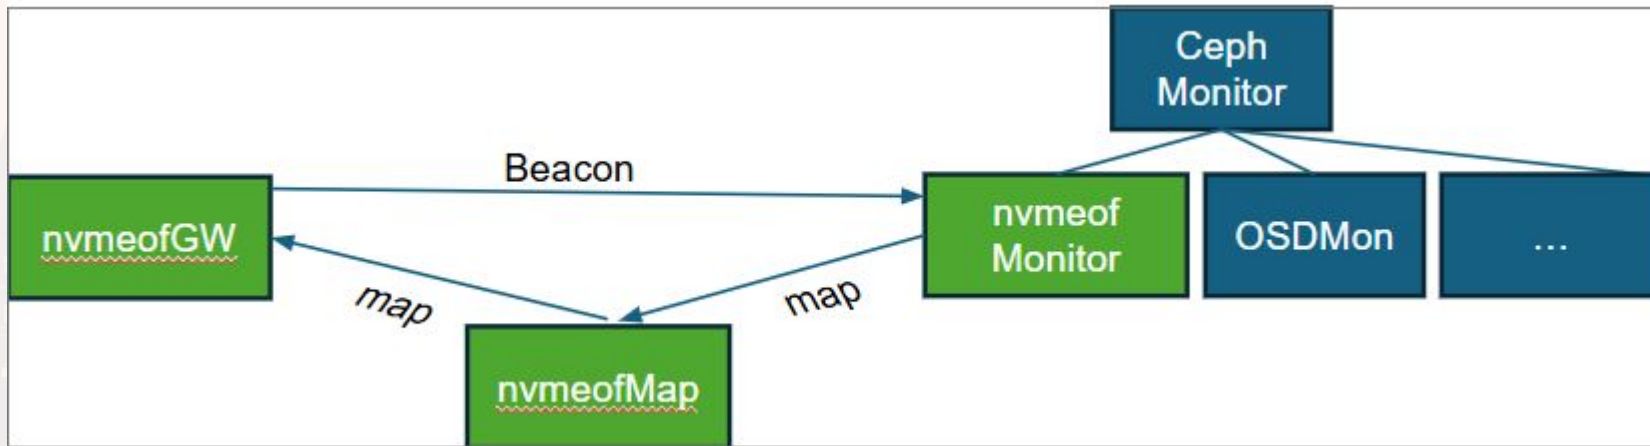 Ceph
Monitor
Beacon
nvmeofGW
nvmeof
Monitor
OSDMon
...
map
map
nvmeofMap